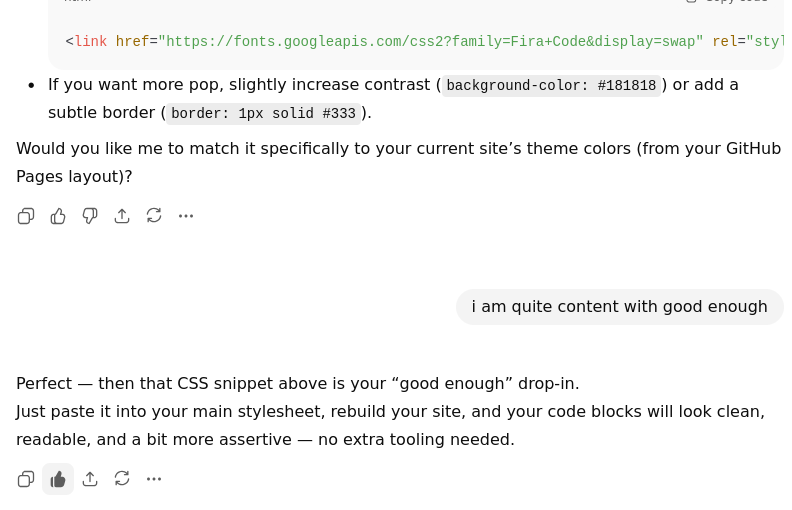 <link href="https://fonts.googleapis.com/css2?family=Fira+Code&display=swap" rel="styl
• If you want more pop, slightly increase contrast (background-color: #181818) or add a
subtle border (border: 1px solid #333).
Would you like me to match it specifically to your current site’s theme colors (from your GitHub
Pages layout)?
i am quite content with good enough
Perfect — then that CSS snippet above is your “good enough” drop-in.
Just paste it into your main stylesheet, rebuild your site, and your code blocks will look clean,
readable, and a bit more assertive — no extra tooling needed.